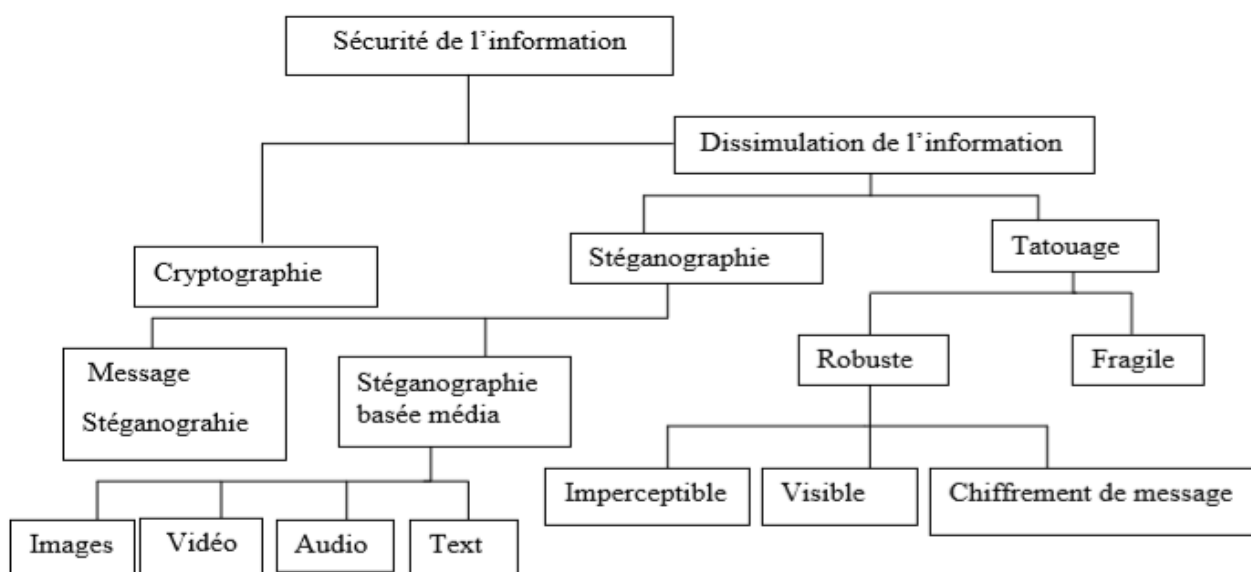 Sécurité de l'information
Dissimulation de l'information
Cryptographie
Stéganographie
Tatouage
Message
Stéganograhie
Stéganographie
basée média
Robuste
Fragile
Imperceptible
Visible
Chiffrement de message
Images
Vidéo
Audio
Text